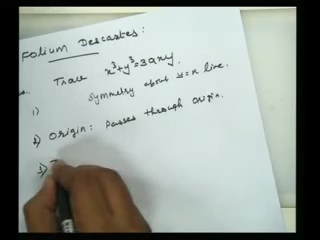 Folium Descartes:
Trace x³+y³=3axy.
1) Symmetry about y=x line.
2) Origin: Passes through origin.
3)